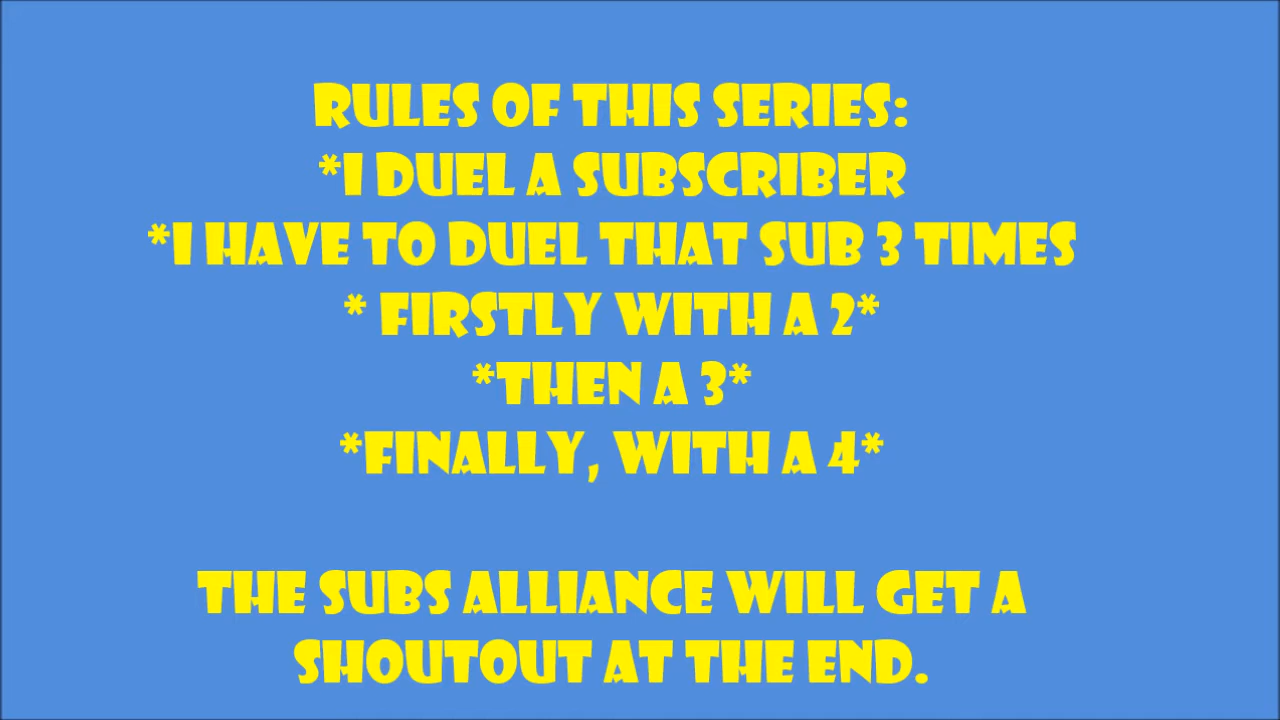 RULES OF THIS SERIES:
*I DUEL A SUBSCRIBER
*I HAVE TO DUEL THAT SUB 3 TIMES
* FIRSTLY WITH A 2*
*THEN A 3*
*FINALLY, WITH A 4*
THE SUBS ALLIANCE WILL GET A
SHOUTOUT AT THE END.